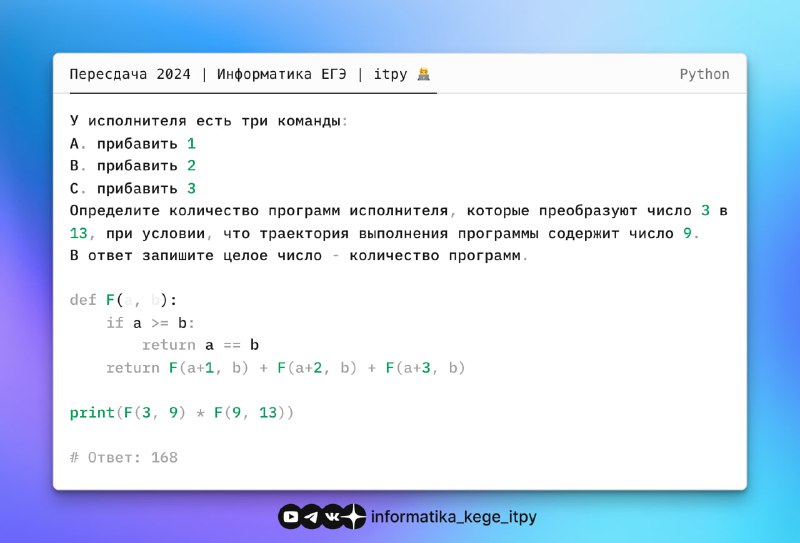 Пересдача 2024 | Информатика ЕГЭ | itpy 🧑‍💻
Python
У исполнителя есть три команды:
A. прибавить 1
B. прибавить 2
C. прибавить 3
Определите количество программ исполнителя, которые преобразуют число 3 в
13, при условии, что траектория выполнения программы содержит число 9.
В ответ запишите целое число - количество программ.
def F(a, b):
    if a >= b:
        return a == b
    return F(a+1, b) + F(a+2, b) + F(a+3, b)
print(F(3, 9) * F(9, 13))
# Ответ: 168
informatika_kege_itpy